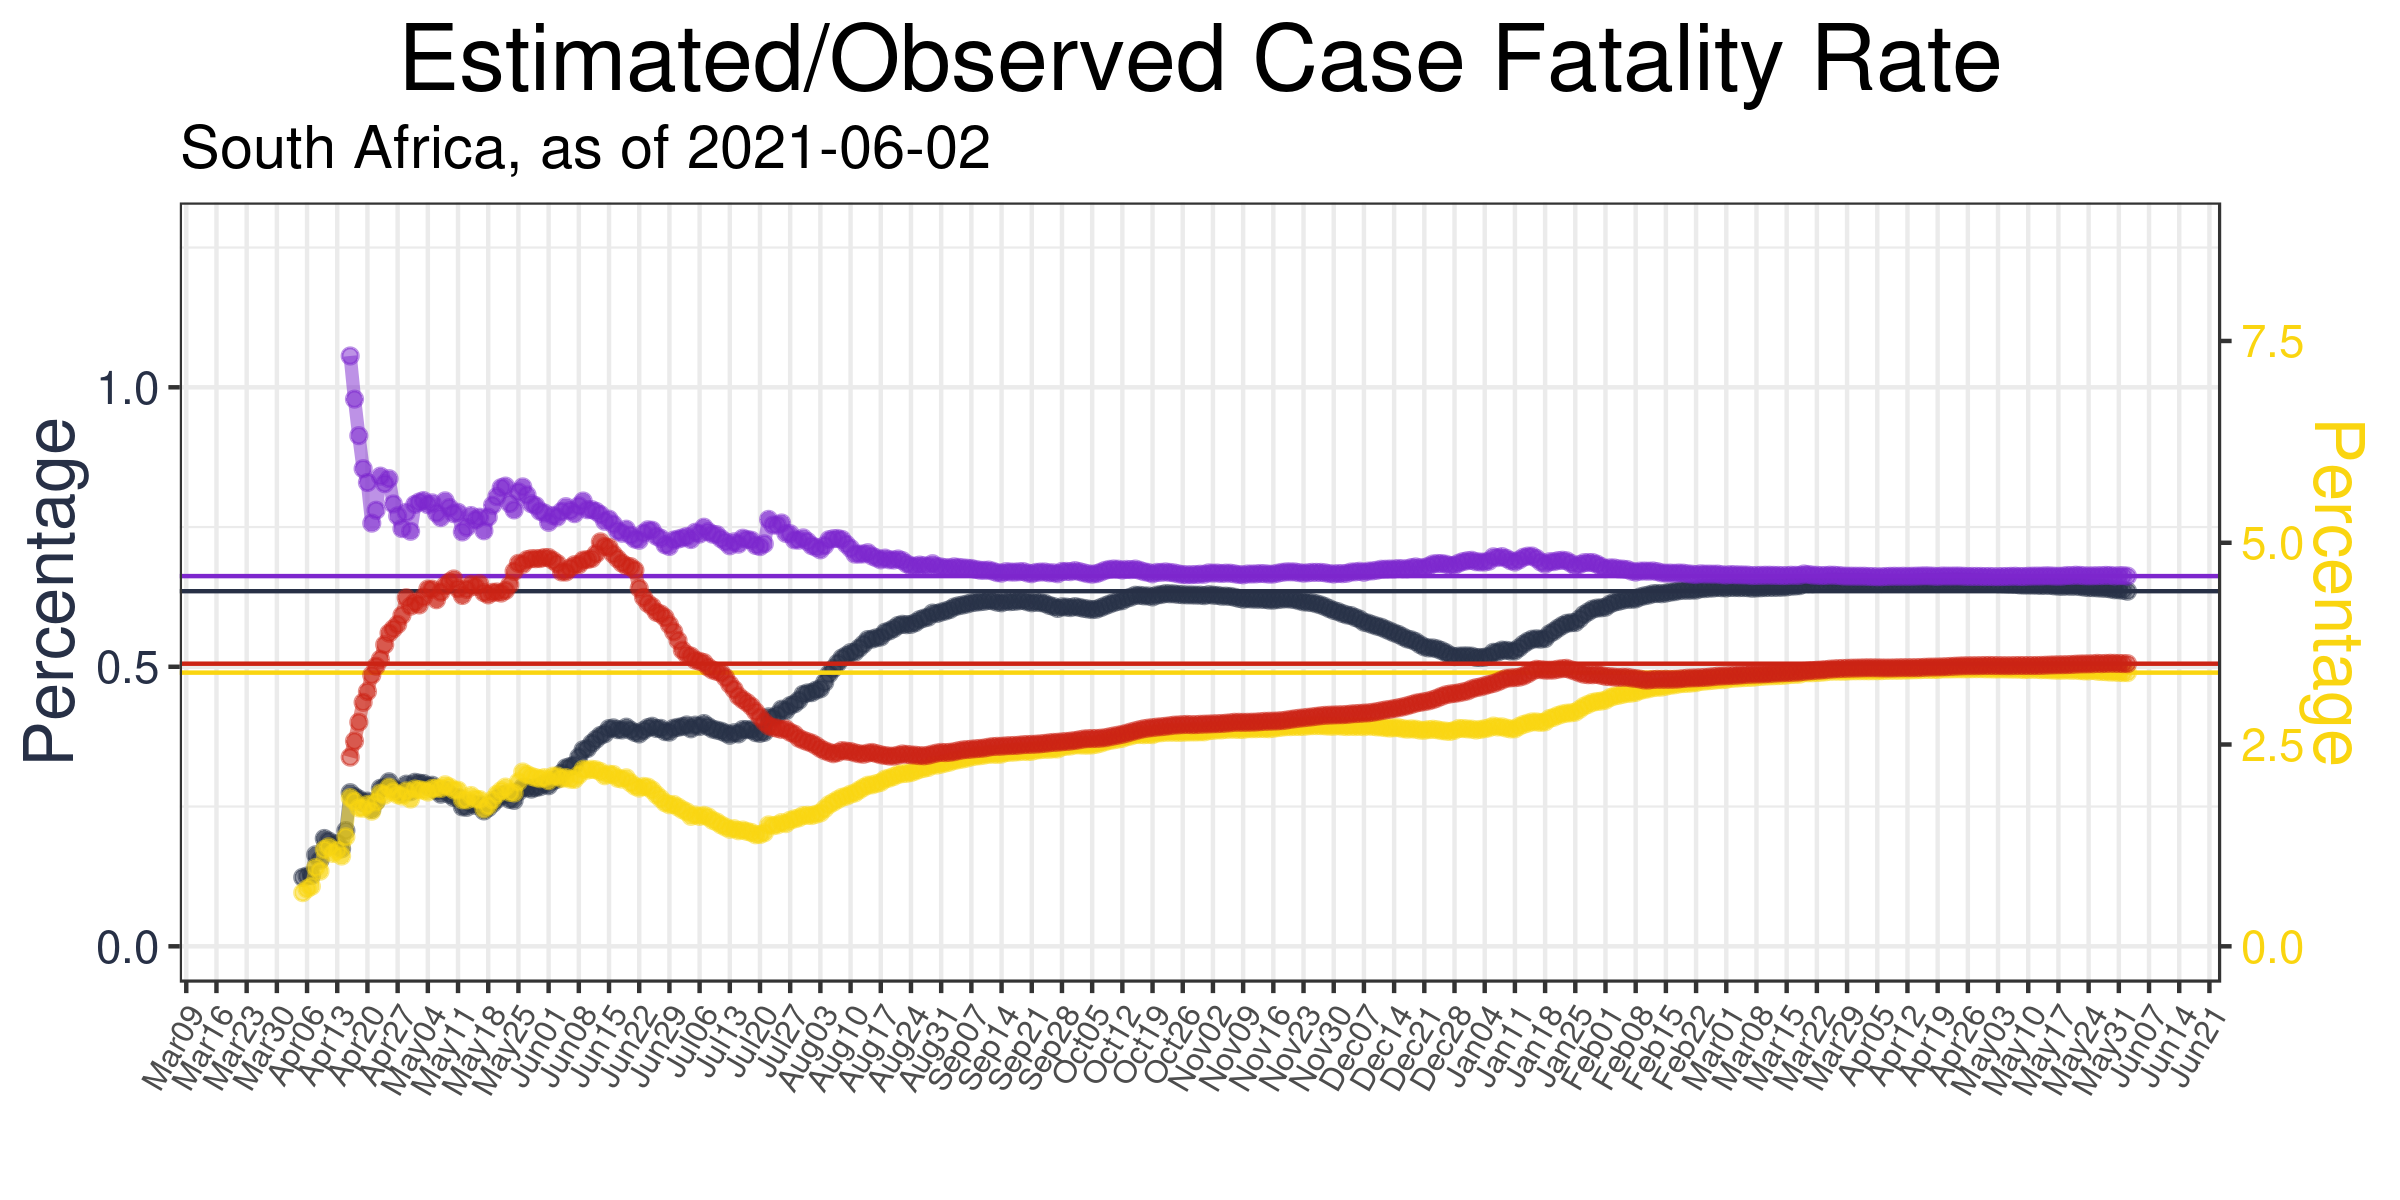 Estimated/Observed Case Fatality Rate
South Africa, as of 2021-06-02
Percentage
1.0
0.5
0.0
7.5
5.0
2.5
0.0
Percentage
Mar09 Mar16 Mar23 Mar30 Apr06 Apr13 Apr20 Apr27 May04 May11 May18 May25 Jun01 Jun08 Jun15 Jun22 Jun29 Jul06 Jul13 Jul20 Jul27 Aug03 Aug10 Aug17 Aug24 Aug31 Sep07 Sep14 Sep21 Sep28 Oct05 Oct12 Oct19 Oct26 Nov02 Nov09 Nov16 Nov23 Nov30 Dec07 Dec14 Dec21 Dec28 Jan04 Jan11 Jan18 Jan25 Feb01 Feb08 Feb15 Feb22 Mar01 Mar08 Mar15 Mar22 Mar29 Apr05 Apr12 Apr19 Apr26 May03 May10 May17 May24 May31 Jun07 Jun14 Jun21